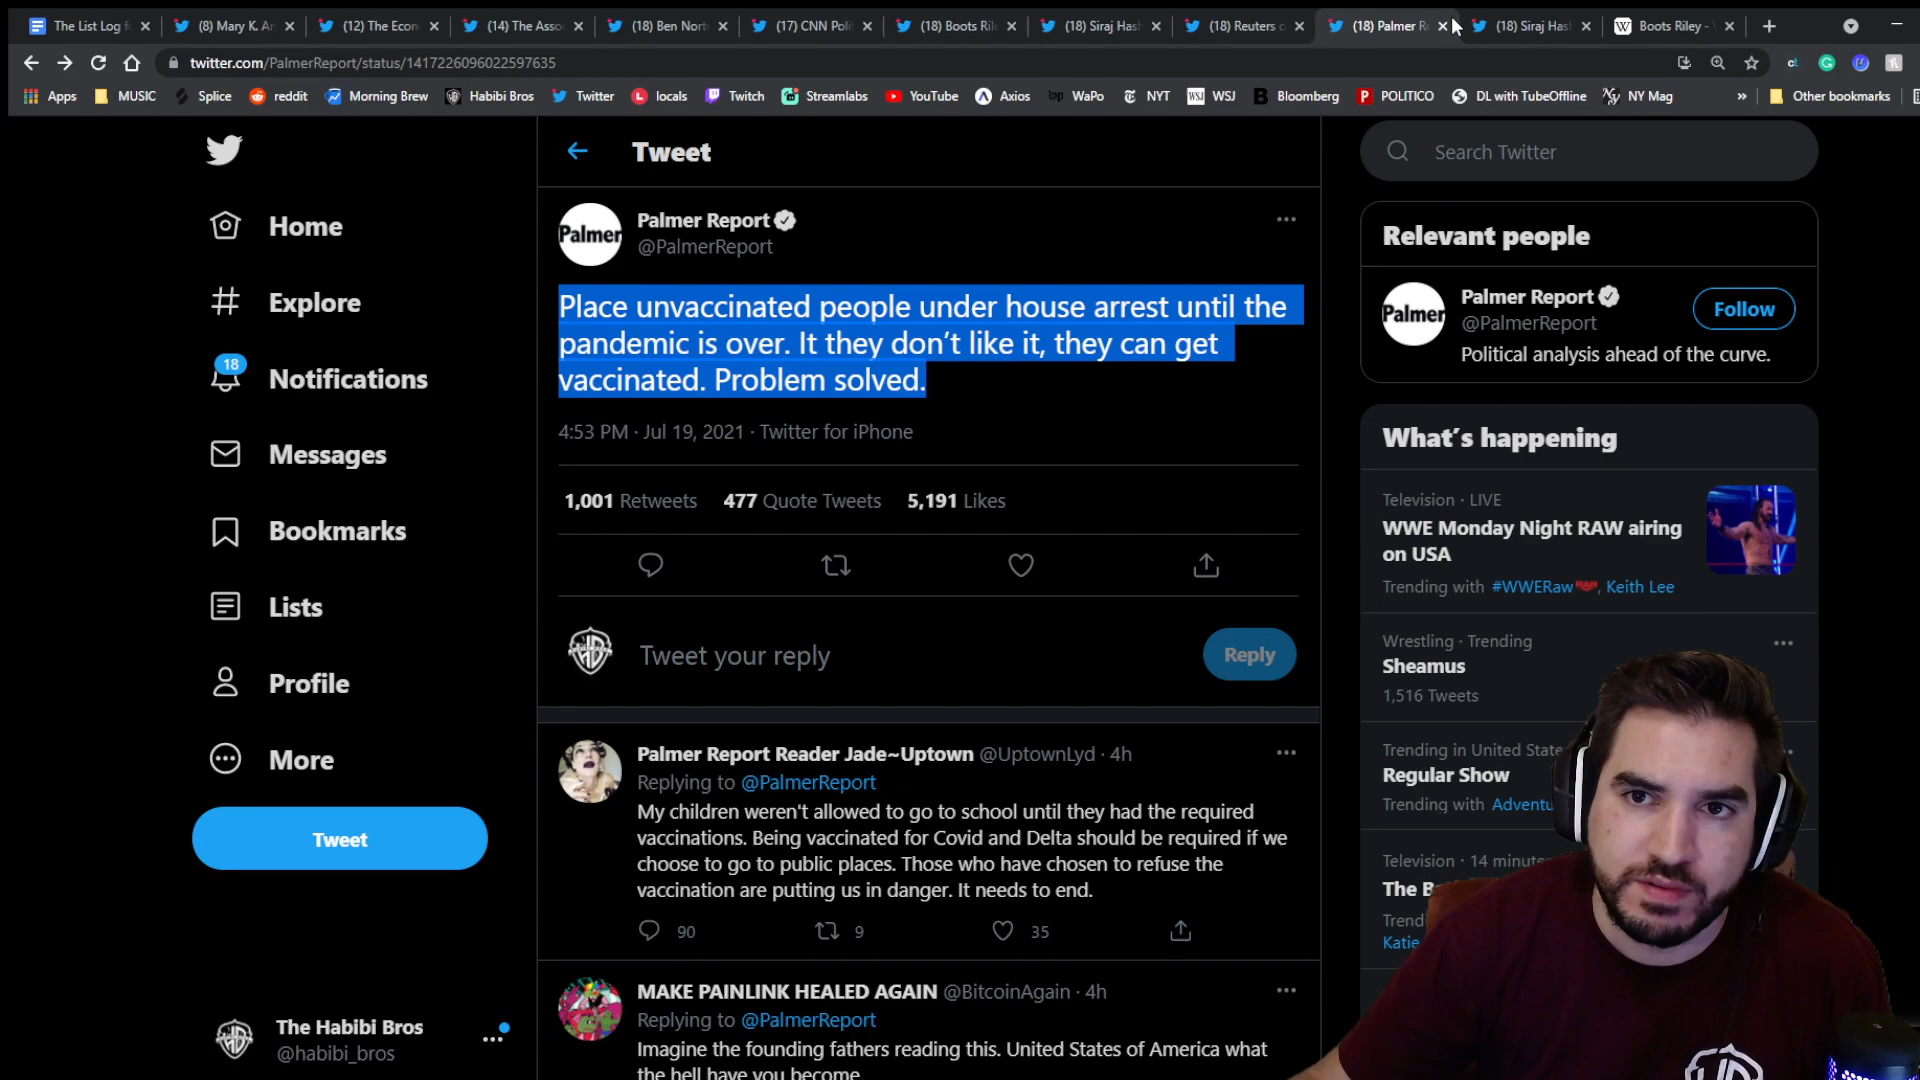 The List Log f
(8) Mary K. An
(12) The Econ
(14) The Asso
(18) Ben Nort
(17) CNN Poli
(18) Boots Rile
(18) Siraj Hash
(18) Reuters o
(18) Palmer R
(18) Siraj Hash
Boots Riley -
twitter.com/PalmerReport/status/1417226096022597635
Apps
MUSIC
Splice
reddit
Morning Brew
Habibi Bros
Twitter
locals
Twitch
Streamlabs
YouTube
Axios
WaPo
NYT
WSJ
Bloomberg
POLITICO
DL with TubeOffline
NY Mag
»
Other bookmarks
Home
Explore
18
Notifications
Messages
Bookmarks
Lists
Profile
More
Tweet
The Habibi Bros
@habibi_bros
Tweet
Palmer
Palmer Report
@PalmerReport
Place unvaccinated people under house arrest until the
pandemic is over. It they don't like it, they can get
vaccinated. Problem solved.
4:53 PM · Jul 19, 2021 · Twitter for iPhone
1,001 Retweets 477 Quote Tweets 5,191 Likes
Tweet your reply
Reply
Palmer Report Reader Jade~Uptown @UptownLyd · 4h
Replying to @PalmerReport
My children weren't allowed to go to school until they had the required
vaccinations. Being vaccinated for Covid and Delta should be required if we
choose to go to public places. Those who have chosen to refuse the
vaccination are putting us in danger. It needs to end.
90 9 35
MAKE PAINLINK HEALED AGAIN @BitcoinAgain · 4h
Replying to @PalmerReport
Imagine the founding fathers reading this. United States of America what
the hell have you become
Search Twitter
Relevant people
Palmer
Palmer Report
@PalmerReport
Follow
Political analysis ahead of the curve.
What's happening
Television · LIVE
WWE Monday Night RAW airing
on USA
Trending with #WWERaw, Keith Lee
Wrestling · Trending
Sheamus
1,516 Tweets
Trending in United State
Regular Show
Trending with Adventu
Television · 14 minute
The B
Trend
Katie